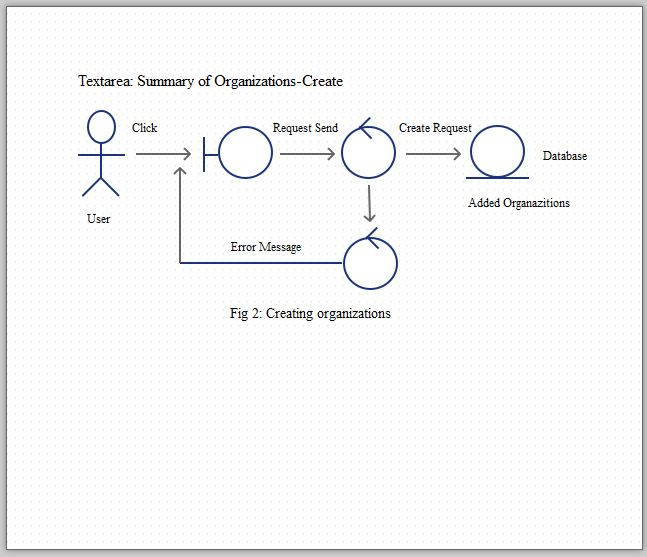 Textarea: Summary of Organizations-Create
Click
Request Send
Create Request
Database
Added Organazitions
User
Error Message
Fig 2: Creating organizations